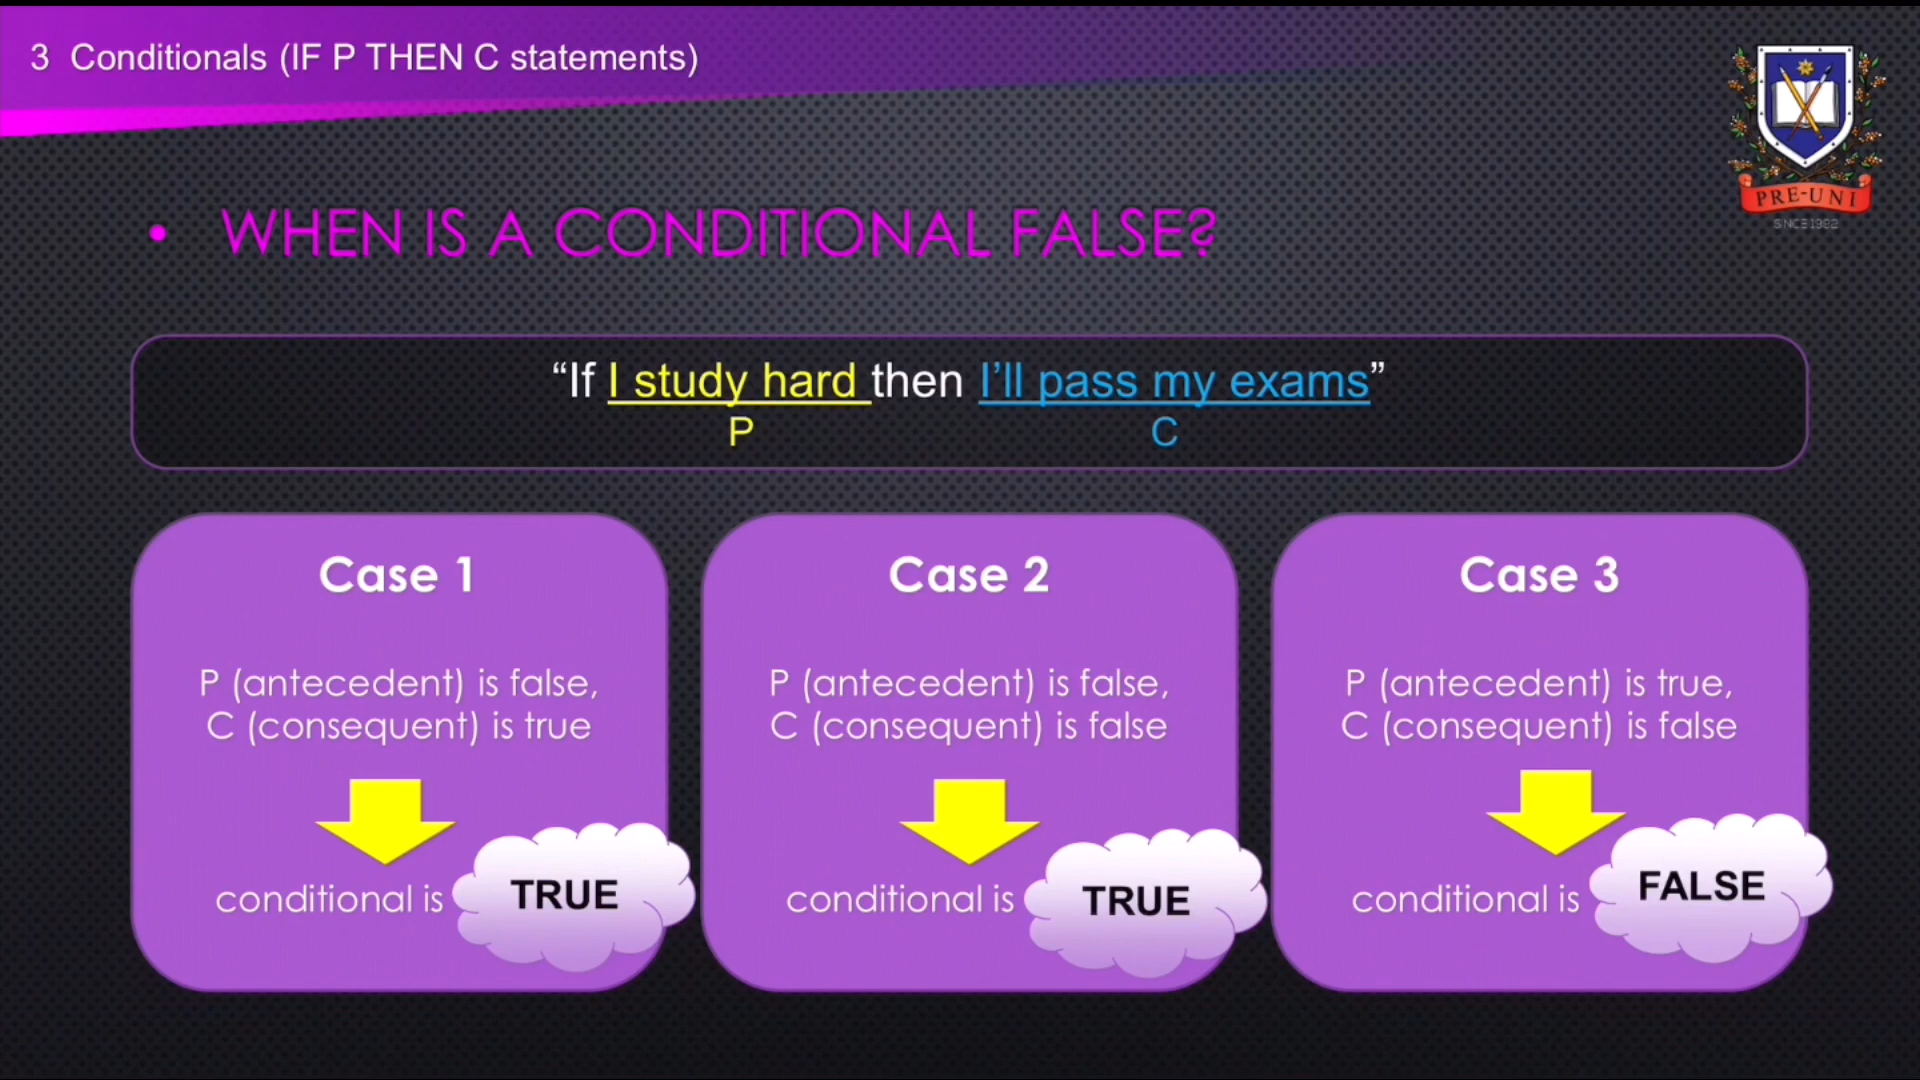 3 Conditionals (IF P THEN C statements)
PRE-UNI
SINCE 1982
• WHEN IS A CONDITIONAL FALSE?
“If I study hard then I’ll pass my exams”
P C
Case 1
P (antecedent) is false,
C (consequent) is true
conditional is TRUE
Case 2
P (antecedent) is false,
C (consequent) is false
conditional is TRUE
Case 3
P (antecedent) is true,
C (consequent) is false
conditional is FALSE